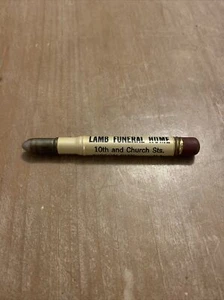 LAMB FUNERAL HOME
10th and Church Sts.